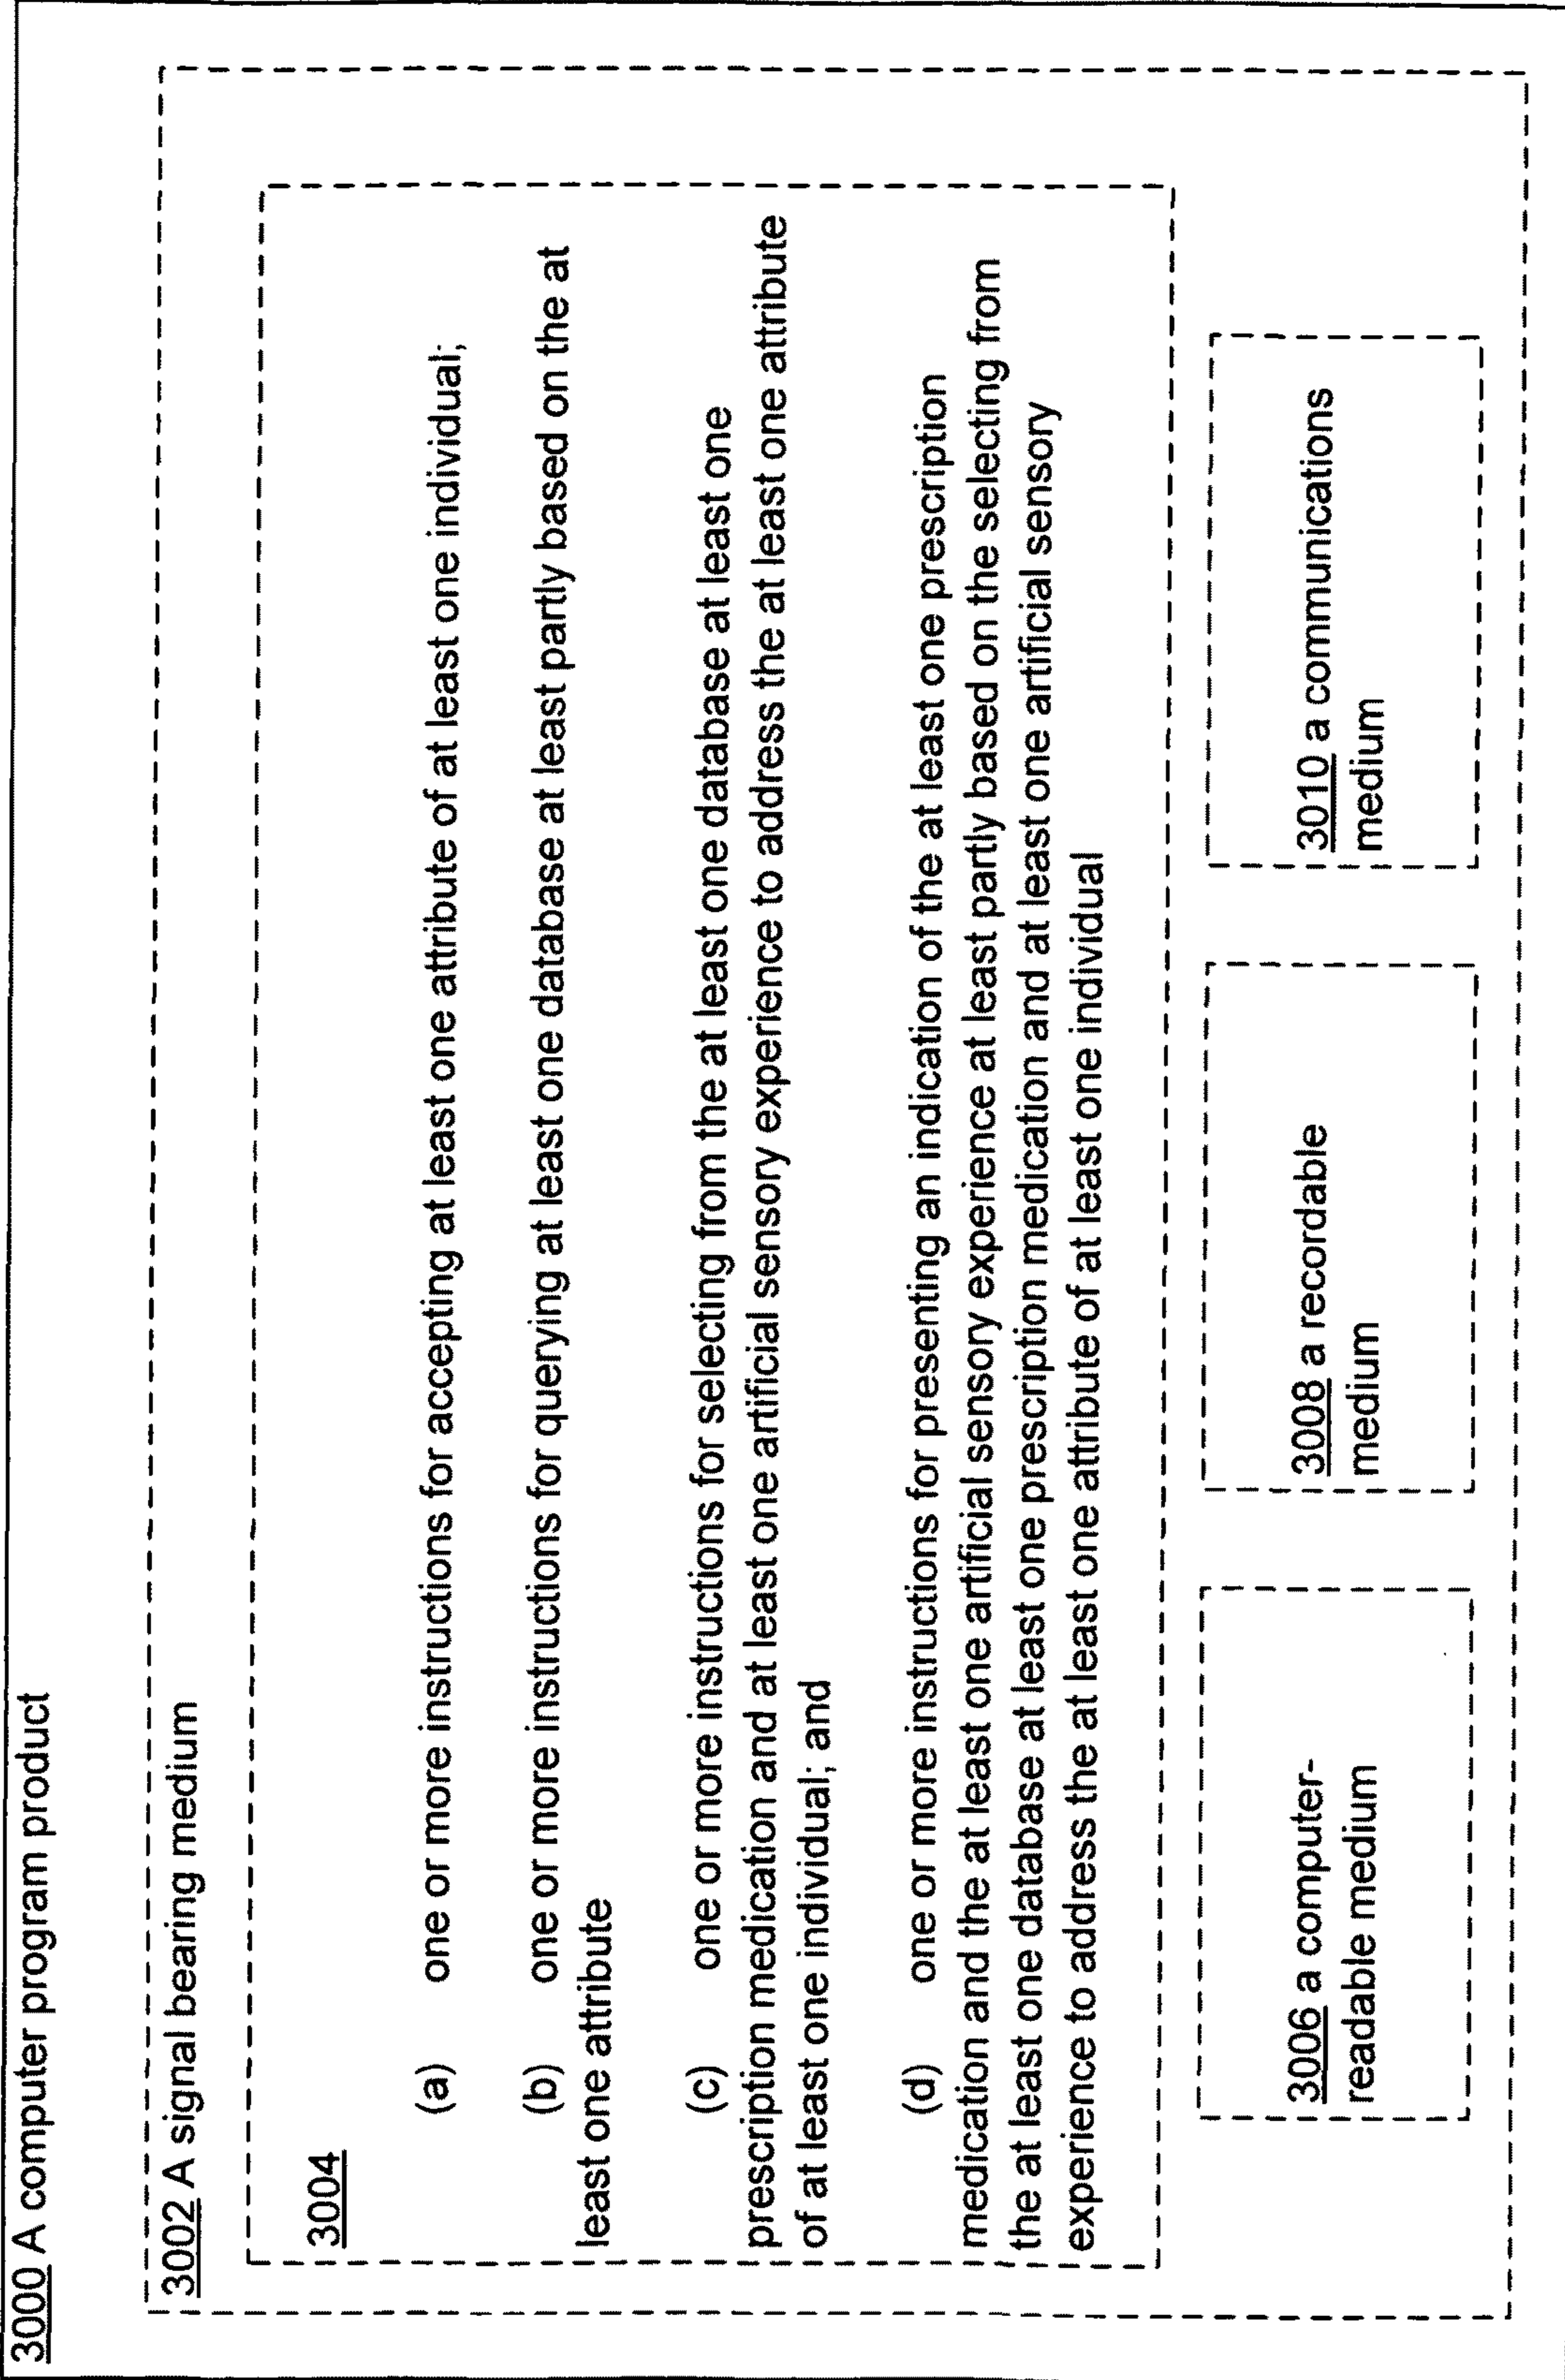 3000 A computer program product
3002 A signal bearing medium
3004
(a) one or more instructions for accepting at least one attribute of at least one individual;
(b) one or more instructions for querying at least one database at least partly based on the at
least one attribute
(c) one or more instructions for selecting from the at least one database at least one
prescription medication and at least one artificial sensory experience to address the at least one attribute
of at least one individual; and
(d) one or more instructions for presenting an indication of the at least one prescription
medication and the at least one artificial sensory experience at least partly based on the selecting from
the at least one database at least one prescription medication and at least one artificial sensory
experience to address the at least one attribute of at least one individual
3006 a computer-
readable medium
3008 a recordable
medium
3010 a communications
medium